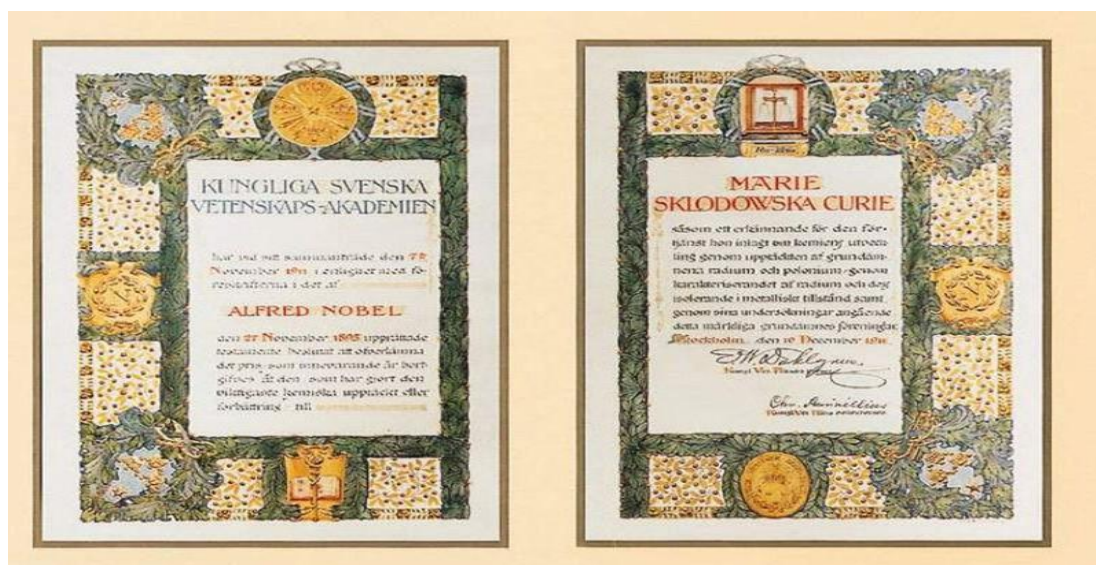 KUNGLIGA SVENSKA
VETENSKAPS-AKADEMIEN
har vid sitt sammanträde den 7
November 1911 i enlighet med fö-
reskrifterna i det af
ALFRED NOBEL
den 27 November 1895 upprättade
testamente beslutat att öfverlämna
det pris som innevarande år bort-
gifves åt den som har gjort den
viktigaste kemiska upptäckt eller
förbättring till
MARIE
SKLODOWSKA CURIE
såsom ett erkännande för den för-
tjänst hon inlagt om kemiens utveck-
ling genom upptäckten af grundäm-
nena radium och polonium, genom
karakteriserandet af radium och dess
isolerande i metalliskt tillstånd samt
genom sina undersökningar angående
detta märkliga grundämnes föreningar.
Stockholm den 10 December 1911